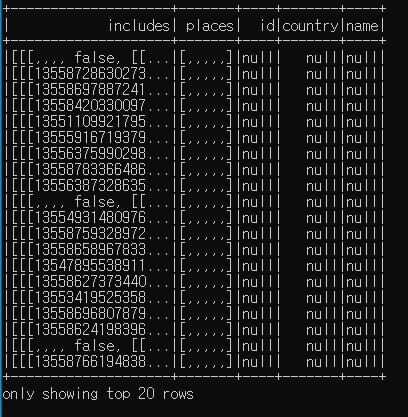 +--------------------+--------+----+-------+----+
|            includes|  places|  id|country|name|
+--------------------+--------+----+-------+----+
|[[[,,,, false, [[...|[,,,,,]|null|   null|null|
|[[[13558728630273...|[,,,,,]|null|   null|null|
|[[[13558697887241...|[,,,,,]|null|   null|null|
|[[[13558420330097...|[,,,,,]|null|   null|null|
|[[[13551109921795...|[,,,,,]|null|   null|null|
|[[[13555916719379...|[,,,,,]|null|   null|null|
|[[[13556375990298...|[,,,,,]|null|   null|null|
|[[[13558783366486...|[,,,,,]|null|   null|null|
|[[[13556387328635...|[,,,,,]|null|   null|null|
|[[[,,,, false, [[...|[,,,,,]|null|   null|null|
|[[[13554931480976...|[,,,,,]|null|   null|null|
|[[[13558759328972...|[,,,,,]|null|   null|null|
|[[[13558658967833...|[,,,,,]|null|   null|null|
|[[[13547895538911...|[,,,,,]|null|   null|null|
|[[[13558627373440...|[,,,,,]|null|   null|null|
|[[[13553419525358...|[,,,,,]|null|   null|null|
|[[[13558696807879...|[,,,,,]|null|   null|null|
|[[[13558624198396...|[,,,,,]|null|   null|null|
|[[[,,,, false, [[...|[,,,,,]|null|   null|null|
|[[[13558766194838...|[,,,,,]|null|   null|null|
+--------------------+--------+----+-------+----+
only showing top 20 rows